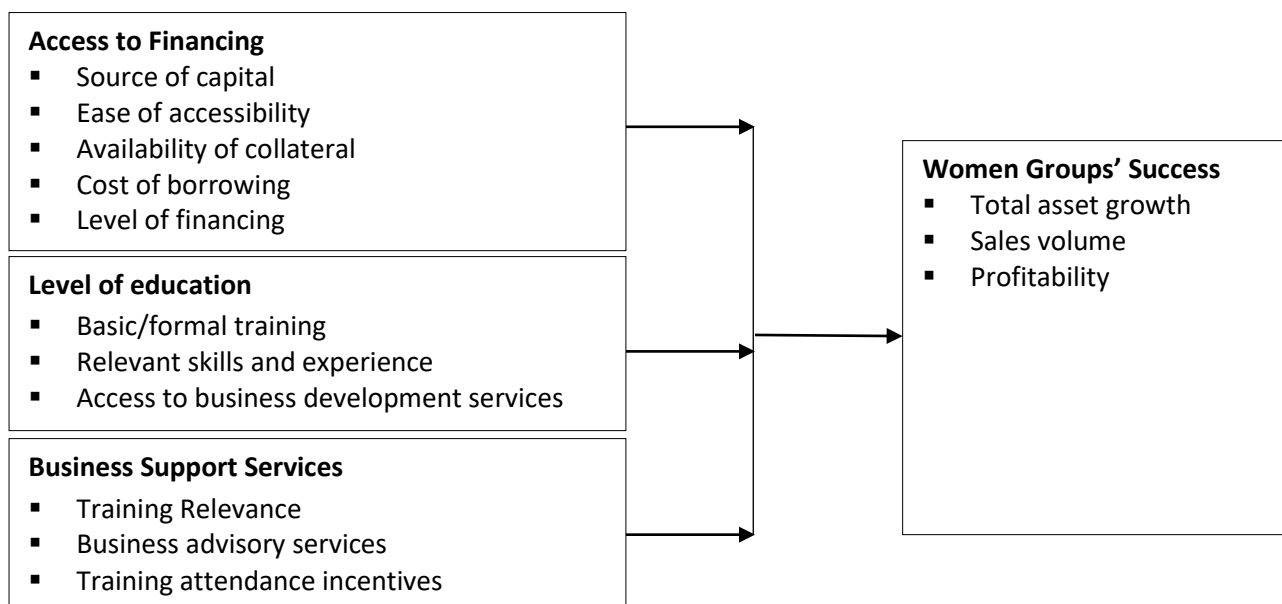 Access to Financing
▪ Source of capital
▪ Ease of accessibility
▪ Availability of collateral
▪ Cost of borrowing
▪ Level of financing
Level of education
▪ Basic/formal training
▪ Relevant skills and experience
▪ Access to business development services
Business Support Services
▪ Training Relevance
▪ Business advisory services
▪ Training attendance incentives
Women Groups’ Success
▪ Total asset growth
▪ Sales volume
▪ Profitability